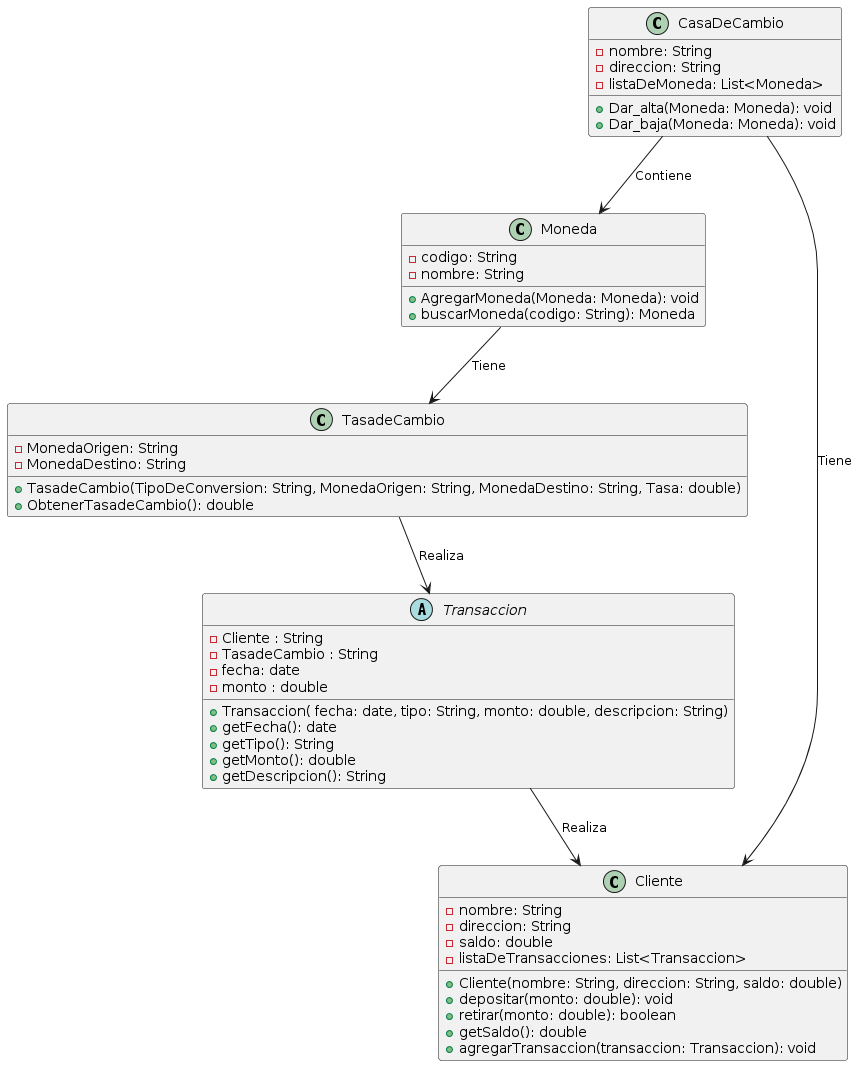 C CasaDeCambio
nombre: String
direccion: String
listaDeMoneda: List<Moneda>
Dar_alta(Moneda: Moneda): void
Dar_baja(Moneda: Moneda): void
Contiene
C Moneda
codigo: String
nombre: String
AgregarMoneda(Moneda: Moneda): void
buscarMoneda(codigo: String): Moneda
Tiene
C TasadeCambio
MonedaOrigen: String
MonedaDestino: String
TasadeCambio(TipoDeConversion: String, MonedaOrigen: String, MonedaDestino: String, Tasa: double)
ObtenerTasadeCambio(): double
Tiene
Realiza
A Transaccion
Cliente : String
TasadeCambio : String
fecha: date
monto : double
Transaccion( fecha: date, tipo: String, monto: double, descripcion: String)
getFecha(): date
getTipo(): String
getMonto(): double
getDescripcion(): String
Realiza
C Cliente
nombre: String
direccion: String
saldo: double
listaDeTransacciones: List<Transaccion>
Cliente(nombre: String, direccion: String, saldo: double)
depositar(monto: double): void
retirar(monto: double): boolean
getSaldo(): double
agregarTransaccion(transaccion: Transaccion): void